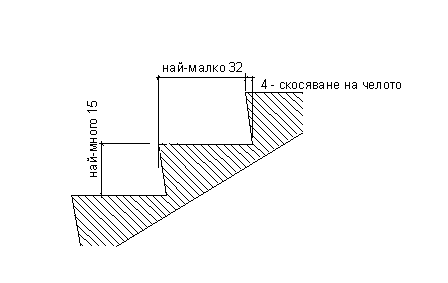 най-малко 32
4 - скосяване на челото
най-много 15